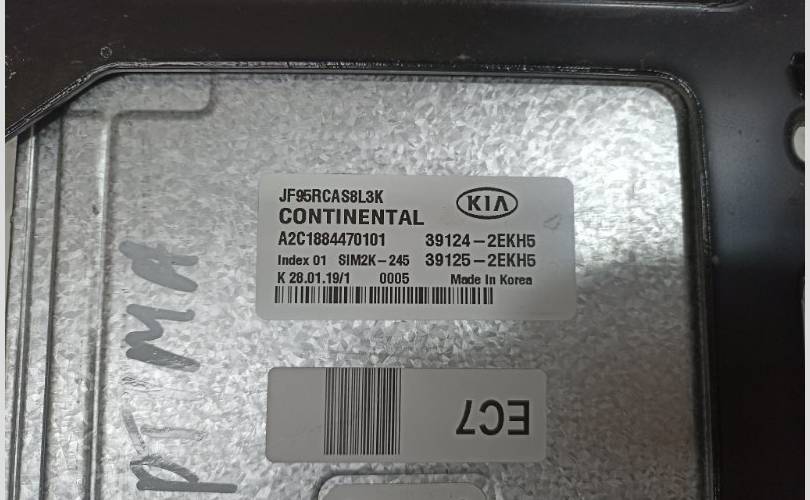 JF95RCAS8L3K
KIA
CONTINENTAL
A2C1884470101 39124-2EKH5
Index 01 SIM2K-245 39125-2EKH5
K 28.01.19/1 0005 Made in Korea
EC7
PTIMA